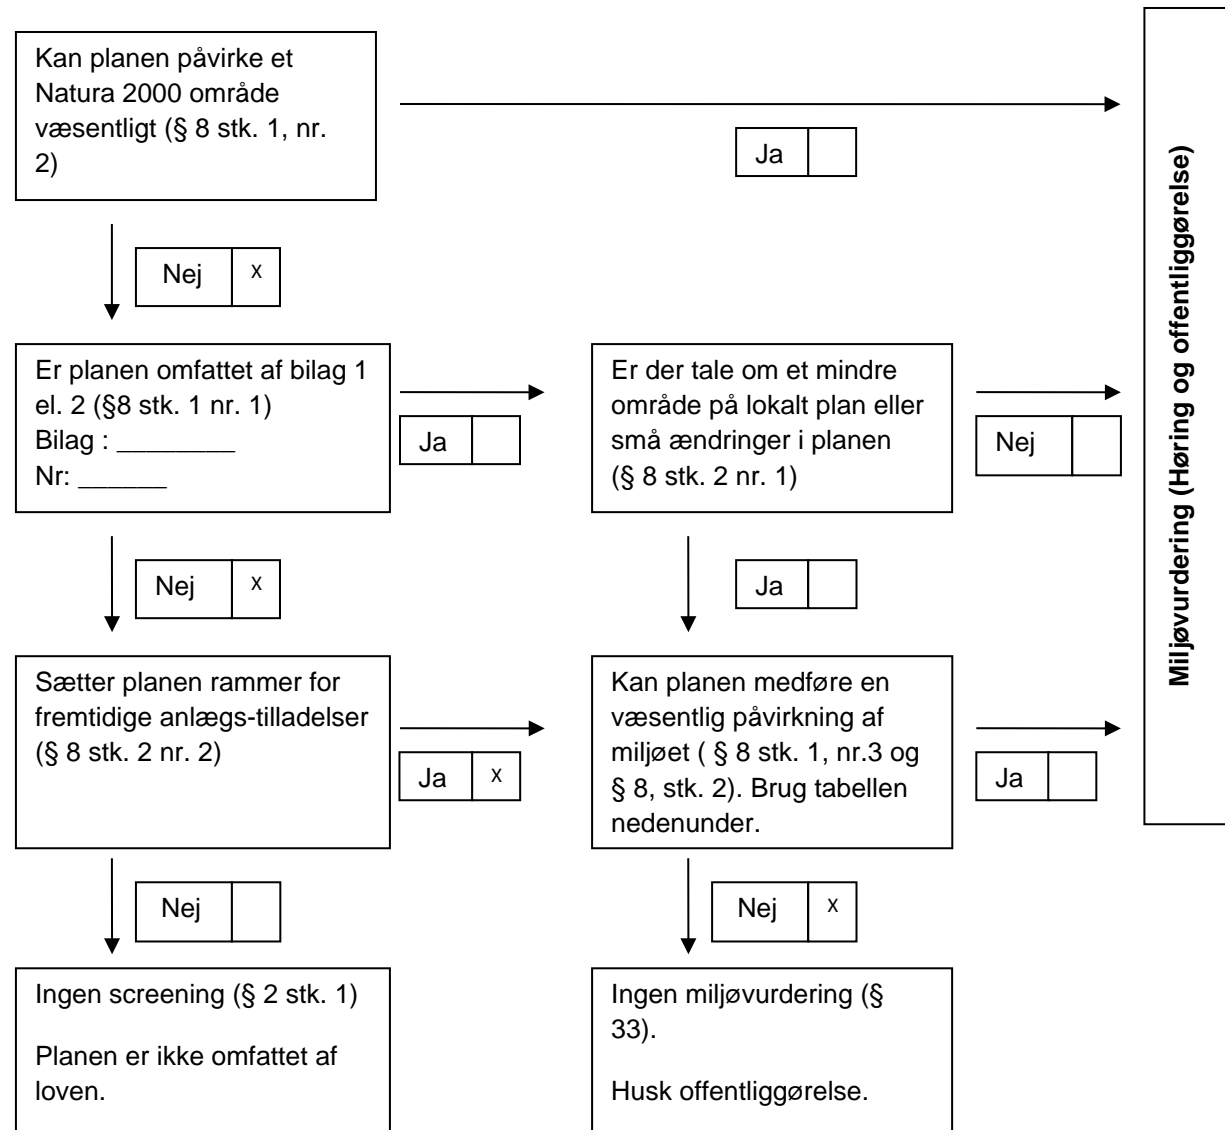 Kan planen påvirke et
Natura 2000 område
væsentligt (§ 8 stk. 1, nr.
2)
Ja
Nej x
Er planen omfattet af bilag 1
el. 2 (§8 stk. 1 nr. 1)
Bilag : ________
Nr: ______
Ja
Er der tale om et mindre
område på lokalt plan eller
små ændringer i planen
(§ 8 stk. 2 nr. 1)
Nej
Nej x
Ja
Sætter planen rammer for
fremtidige anlægs-tilladelser
(§ 8 stk. 2 nr. 2)
Ja x
Kan planen medføre en
væsentlig påvirkning af
miljøet ( § 8 stk. 1, nr.3 og
§ 8, stk. 2). Brug tabellen
nedenunder.
Ja
Nej
Nej x
Ingen screening (§ 2 stk. 1)
Planen er ikke omfattet af
loven.
Ingen miljøvurdering (§
33).
Husk offentliggørelse.
Miljøvurdering (Høring og offentliggørelse)